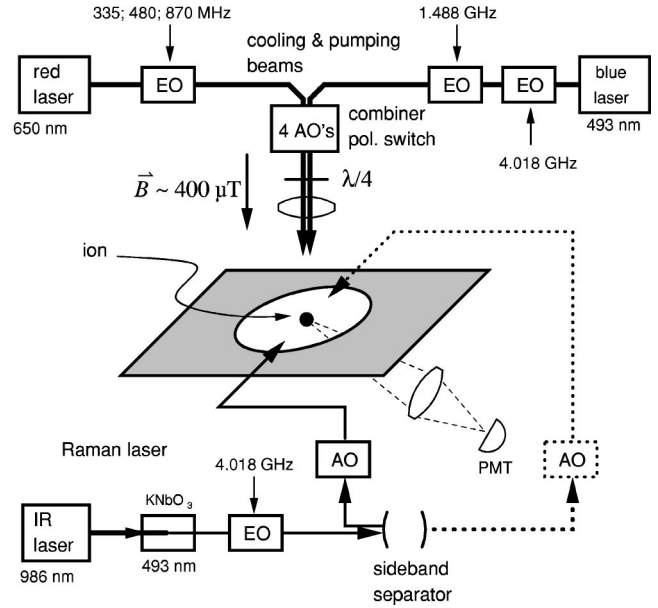 335; 480; 870 MHz
1.488 GHz
cooling & pumping
beams
red
laser
EO
EO
EO
blue
laser
650 nm
4 AO's
combiner
pol. switch
493 nm
4.018 GHz
B ~ 400 µT
λ/4
ion
Raman laser
4.018 GHz
AO
PMT
AO
KNbO3
IR
laser
EO
986 nm
493 nm
sideband
separator